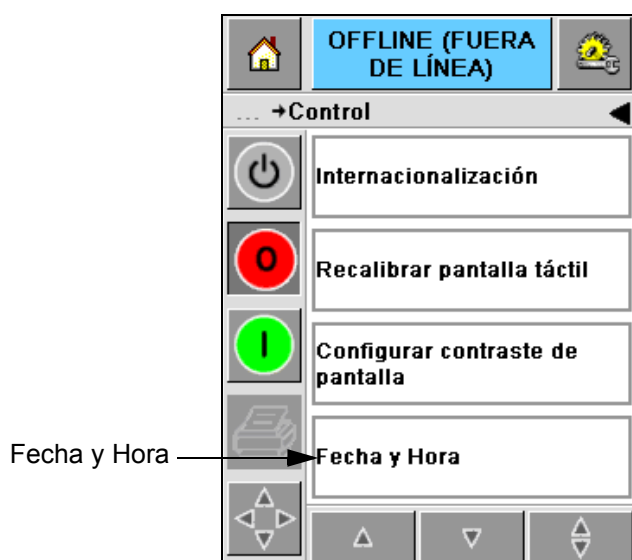 OFFLINE (FUERA
DE LÍNEA)
... →Control
Internacionalización
O
Recalibrar pantalla táctil
I
Configurar contraste de
pantalla
Fecha y Hora
Fecha y Hora